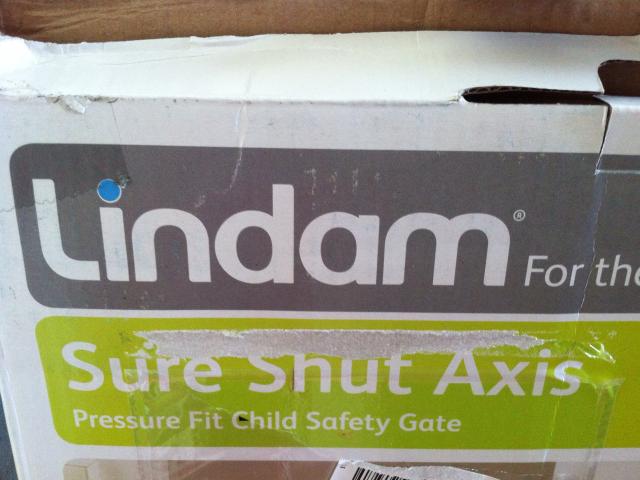 Lindam®
For the
Sure Shut Axis
Pressure Fit Child Safety Gate